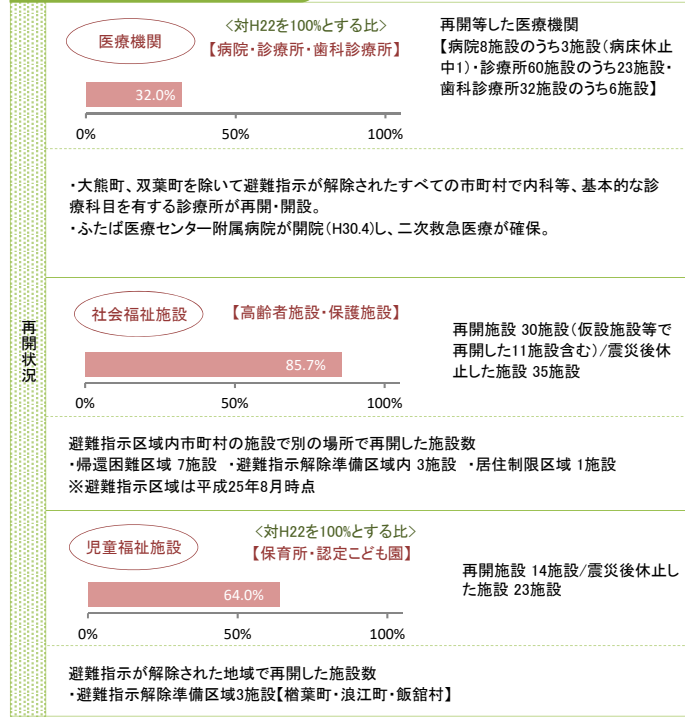 再開状況
医療機関
<対H22を100%とする比>
【病院・診療所・歯科診療所】
32.0%
0%
50%
100%
再開等した医療機関
【病院8施設のうち3施設(病床休止
中1)・診療所60施設のうち23施設・
歯科診療所32施設のうち6施設】
・大熊町、双葉町を除いて避難指示が解除されたすべての市町村で内科等、基本的な診
療科目を有する診療所が再開・開設。
・ふたば医療センター附属病院が開院(H30.4)し、二次救急医療が確保。
社会福祉施設
【高齢者施設・保護施設】
85.7%
0%
50%
100%
再開施設 30施設(仮設施設等で
再開した11施設含む)/震災後休
止した施設 35施設
避難指示区域内市町村の施設で別の場所で再開した施設数
・帰還困難区域 7施設 ・避難指示解除準備区域内 3施設 ・居住制限区域 1施設
※避難指示区域は平成25年8月時点
児童福祉施設
<対H22を100%とする比>
【保育所・認定こども園】
64.0%
0%
50%
100%
再開施設 14施設/震災後休止し
た施設 23施設
避難指示が解除された地域で再開した施設数
・避難指示解除準備区域3施設【楢葉町・浪江町・飯舘村】